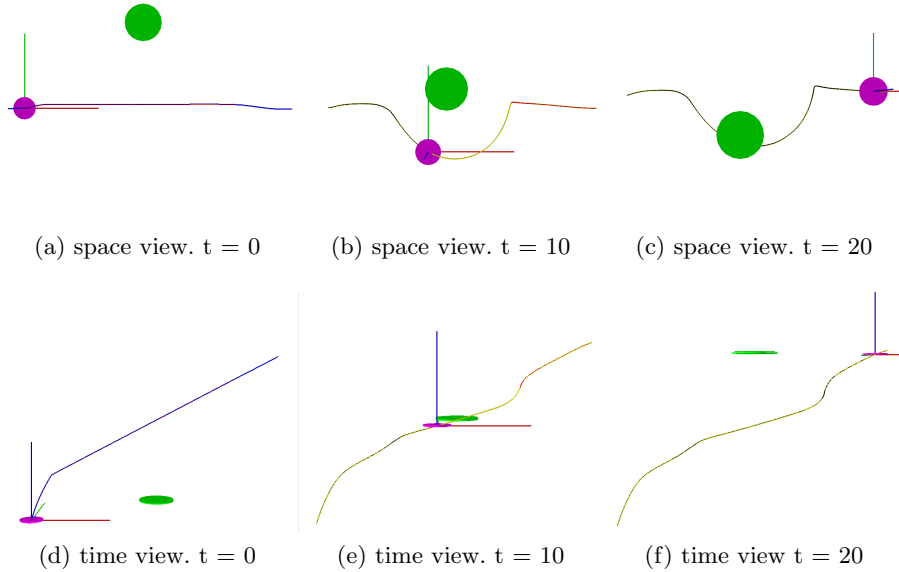 (a) space view. t = 0
(b) space view. t = 10
(c) space view. t = 20
(d) time view. t = 0
(e) time view. t = 10
(f) time view t = 20